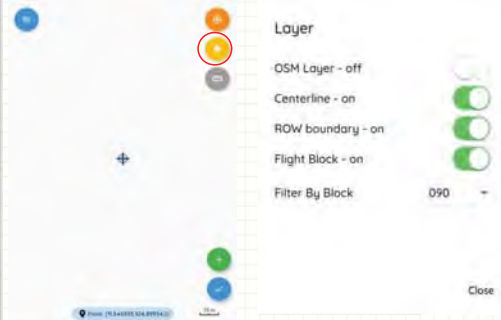 Layer
OSM Layer - off
Centerline - on
ROW boundary - on
Flight Block - on
Filter By Block 090
Close